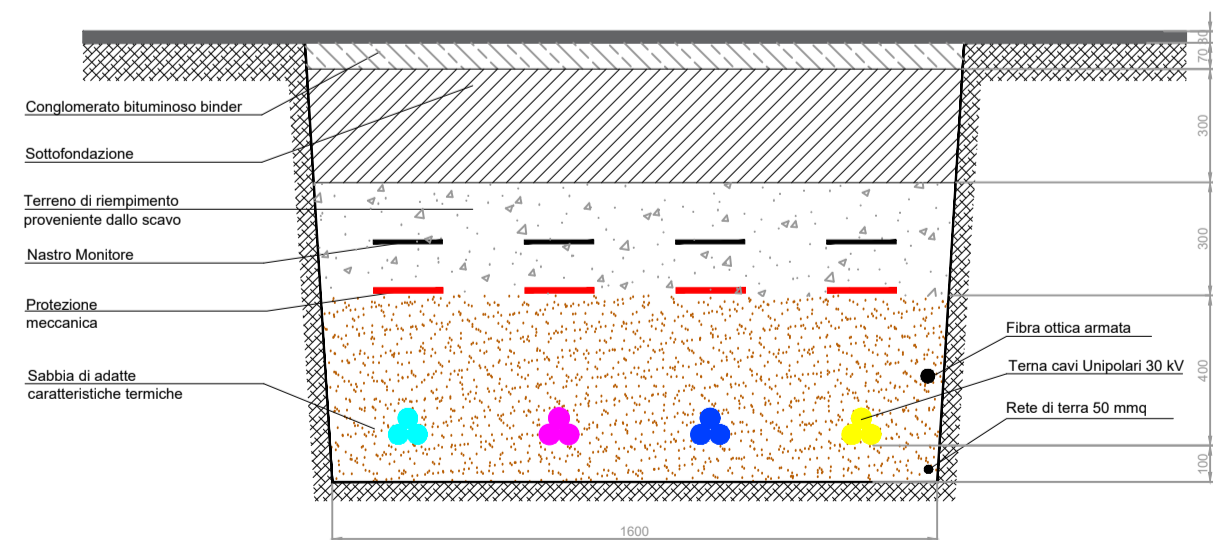 Conglomerato bituminoso binder
Sottofondazione
Terreno di riempimento
proveniente dallo scavo
Nastro Monitore
Protezione
meccanica
Sabbia di adatte
caratteristiche termiche
Fibra ottica armata
Terna cavi Unipolari 30 kV
Rete di terra 50 mmq
30
70
300
300
400
100
1600